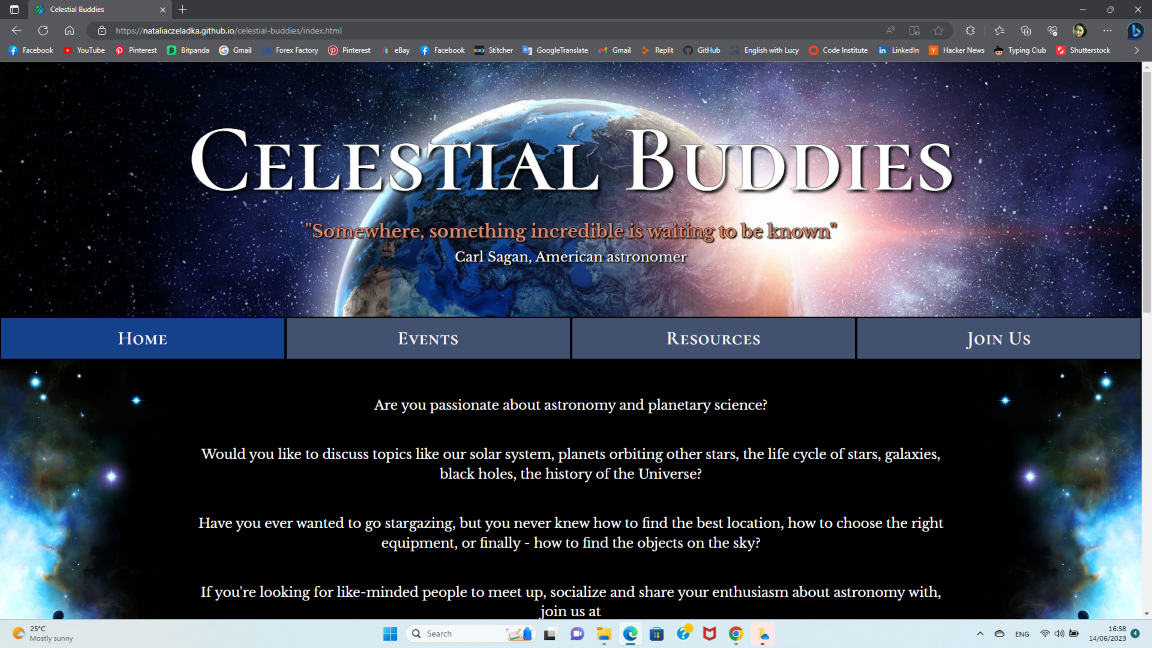 Celestial Buddies
https://nataliaczeladka.github.io/celestial-buddies/index.html
Facebook YouTube Pinterest Bitpanda Gmail Forex Factory Pinterest eBay Facebook Stitcher GoogleTranslate Gmail Replit GitHub English with Lucy Code Institute LinkedIn Hacker News Typing Club Shutterstock
Celestial Buddies
"Somewhere, something incredible is waiting to be known"
Carl Sagan, American astronomer
Home Events Resources Join Us
Are you passionate about astronomy and planetary science?
Would you like to discuss topics like our solar system, planets orbiting other stars, the life cycle of stars, galaxies,
black holes, the history of the Universe?
Have you ever wanted to go stargazing, but you never knew how to find the best location, how to choose the right
equipment, or finally - how to find the objects on the sky?
If you're looking for like-minded people to meet up, socialize and share your enthusiasm about astronomy with,
join us at
25°C
Mostly sunny
Search
ENG
16:58
14/06/2023
4